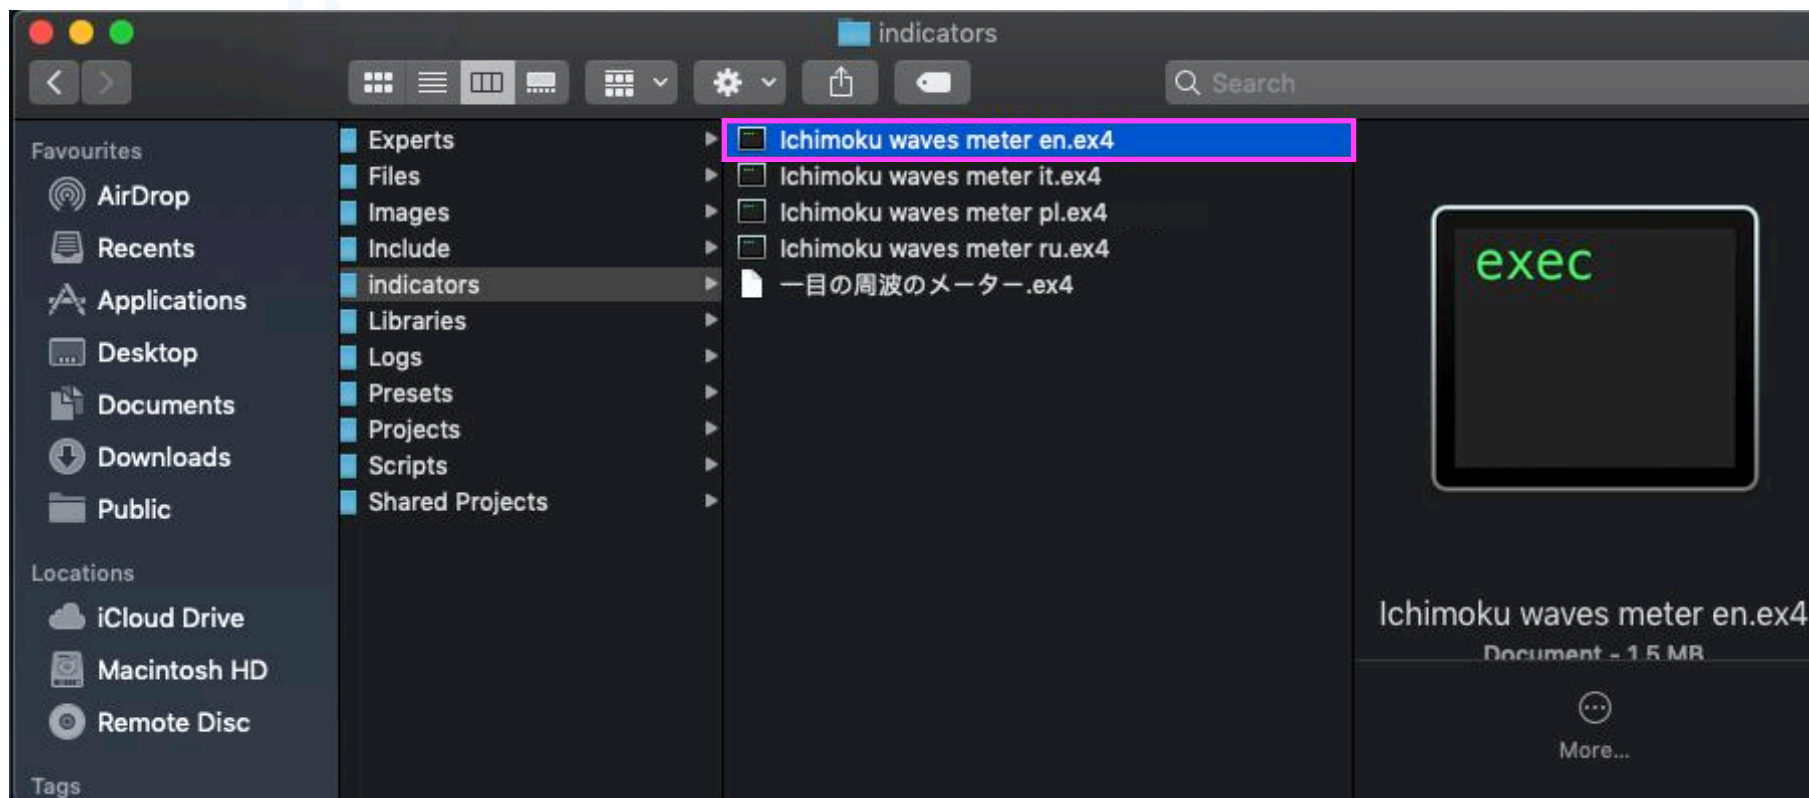 indicators
Search
Favourites
AirDrop
Recents
Applications
Desktop
Documents
Downloads
Public
Locations
iCloud Drive
Macintosh HD
Remote Disc
Tags
Experts
Files
Images
Include
indicators
Libraries
Logs
Presets
Projects
Scripts
Shared Projects
Ichimoku waves meter en.ex4
Ichimoku waves meter it.ex4
Ichimoku waves meter pl.ex4
Ichimoku waves meter ru.ex4
一目の周波のメーター.ex4
exec
Ichimoku waves meter en.ex4
Document - 1.5 MB
More...